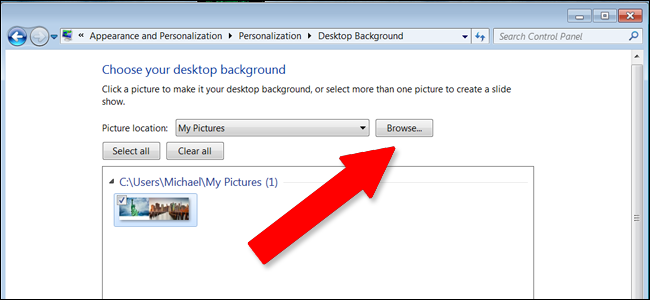 « Appearance and Personalization Personalization Desktop Background Search Control Panel
Choose your desktop background
Click a picture to make it your desktop background, or select more than one picture to create a slide
show.
Picture location: My Pictures Browse...
Select all Clear all
C:\Users\Michael\My Pictures (1)